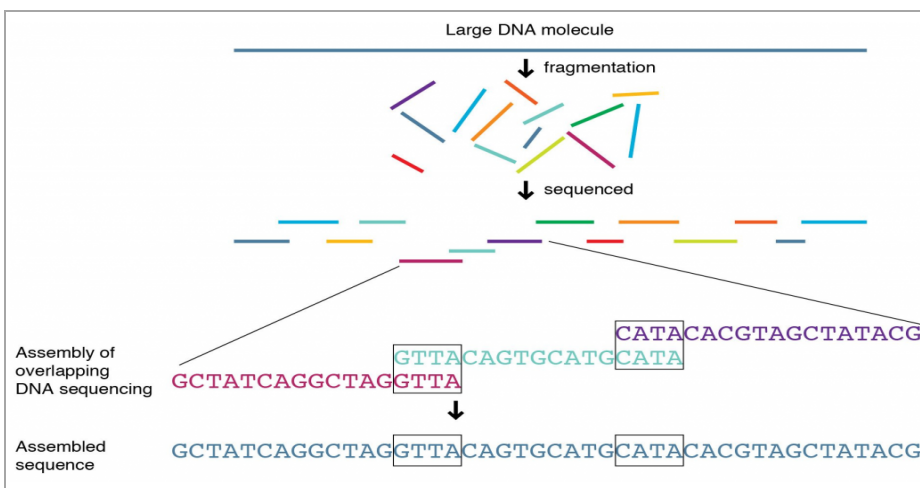 Large DNA molecule
fragmentation
sequenced
CATACACGTAGCTATACG
Assembly of
overlapping
DNA sequencing
GTTACAGTGCATGCATA
GCTATCAGGCTAGGTTA
Assembled
sequence
GCTATCAGGCTAGGTTACAGTGCATGCATACACGTAGCTATACG